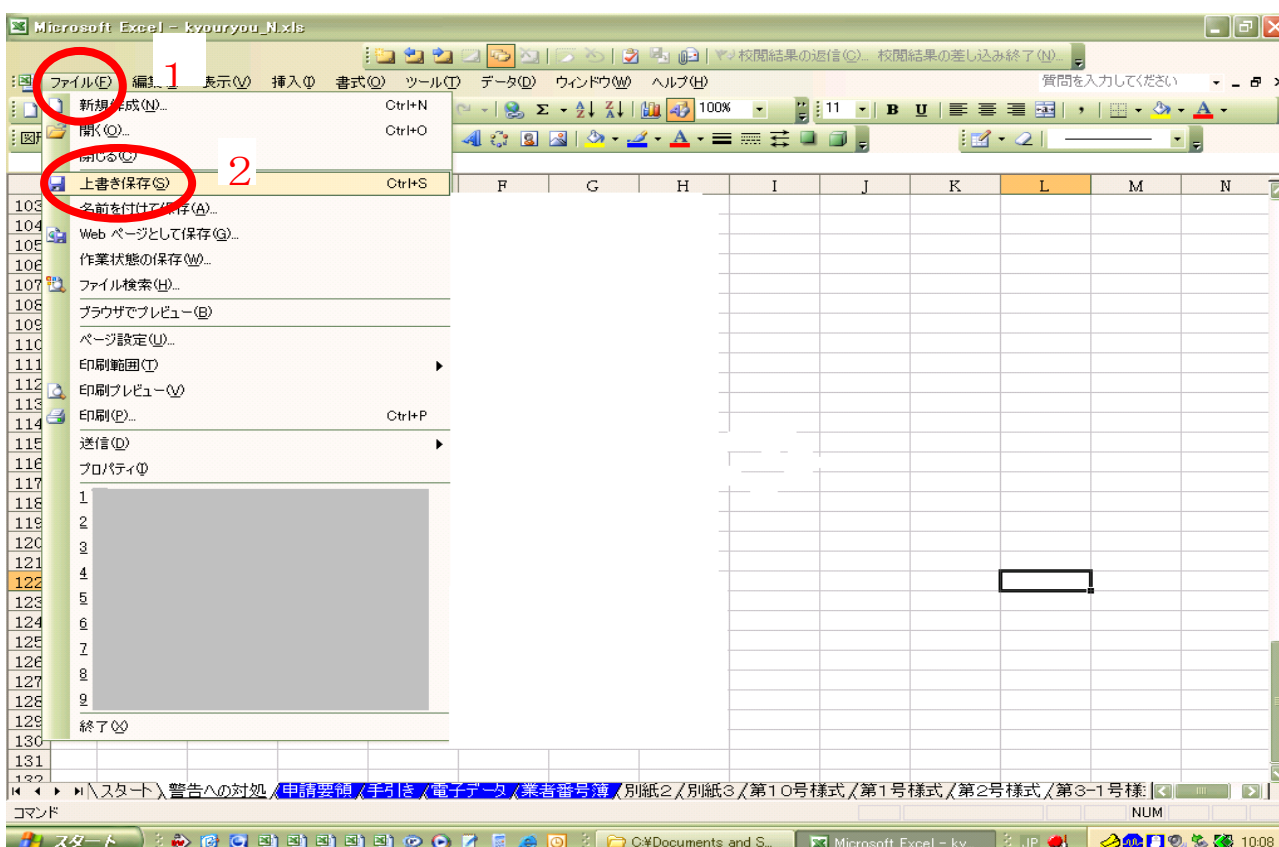 Microsoft Excel - kyouryou_N.xls
校閲結果の返信(C)... 校閲結果の差し込み終了(N)...
1
ファイル(F) 表示(V) 挿入(I) 書式(O) ツール(T) データ(D) ウィンドウ(W) ヘルプ(H) 質問を入力してください
新規作成(N)... Ctrl+N
100% 11 B U
開く(O)... Ctrl+O
閉じる(C)
2
上書き保存(S) Ctrl+S
F G H I J K L M N
名前を付けて保存(A)...
Web ページとして保存(G)...
作業状態の保存(W)...
ファイル検索(H)...
ブラウザでプレビュー(B)
ページ設定(U)...
印刷範囲(T)
印刷プレビュー(V)
印刷(P)... Ctrl+P
送信(D)
プロパティ(I)
1
2
3
4
5
6
7
8
9
終了(X)
103
104
105
106
107
108
109
110
111
112
113
114
115
116
117
118
119
120
121
122
123
124
125
126
127
128
129
130
131
132
スタート 警告への対処 申請要領 手引き 電子データ 業者番号簿 別紙2 別紙3 第10号様式 第1号様式 第2号様式 第3-1号様
コマンド NUM
スタート C:¥Documents and S... Microsoft Excel - ky... JP 10:08